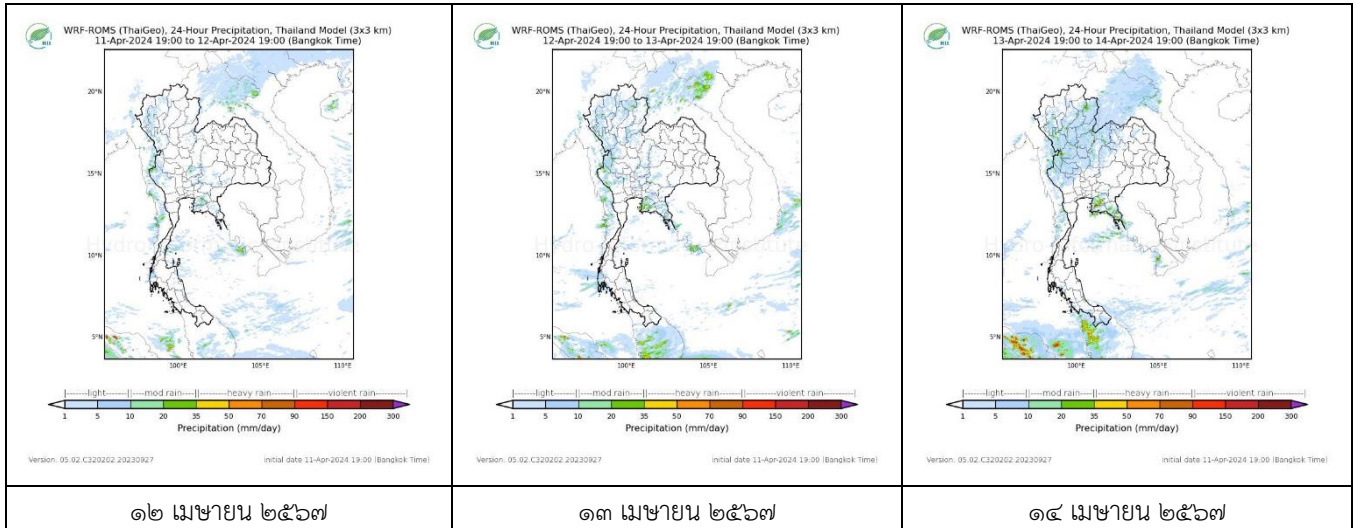 WRF-ROMS (ThaiGeo), 24-Hour Precipitation, Thailand Model (3x3 km)
11-Apr-2024 19:00 to 12-Apr-2024 19:00 (Bangkok Time)
HII
20°N
15°N
10°N
5°N
100°E
105°E
110°E
Hydro
light
mod rain
heavy rain
violent rain
1 5 10 20 35 50 70 90 150 200 300
Precipitation (mm/day)
Version: 05.02.C320202.20230927
initial date 11-Apr-2024 19:00 (Bangkok Time)
๑๒ เมษายน ๒๕๖๗
WRF-ROMS (ThaiGeo), 24-Hour Precipitation, Thailand Model (3x3 km)
12-Apr-2024 19:00 to 13-Apr-2024 19:00 (Bangkok Time)
HII
20°N
15°N
10°N
5°N
100°E
105°E
110°E
Hydro
light
mod rain
heavy rain
violent rain
1 5 10 20 35 50 70 90 150 200 300
Precipitation (mm/day)
Version: 05.02.C320202.20230927
initial date 11-Apr-2024 19:00 (Bangkok Time)
๑๓ เมษายน ๒๕๖๗
WRF-ROMS (ThaiGeo), 24-Hour Precipitation, Thailand Model (3x3 km)
13-Apr-2024 19:00 to 14-Apr-2024 19:00 (Bangkok Time)
HII
20°N
15°N
10°N
5°N
100°E
105°E
110°E
Hydro
light
mod rain
heavy rain
violent rain
1 5 10 20 35 50 70 90 150 200 300
Precipitation (mm/day)
Version: 05.02.C320202.20230927
initial date 11-Apr-2024 19:00 (Bangkok Time)
๑๔ เมษายน ๒๕๖๗